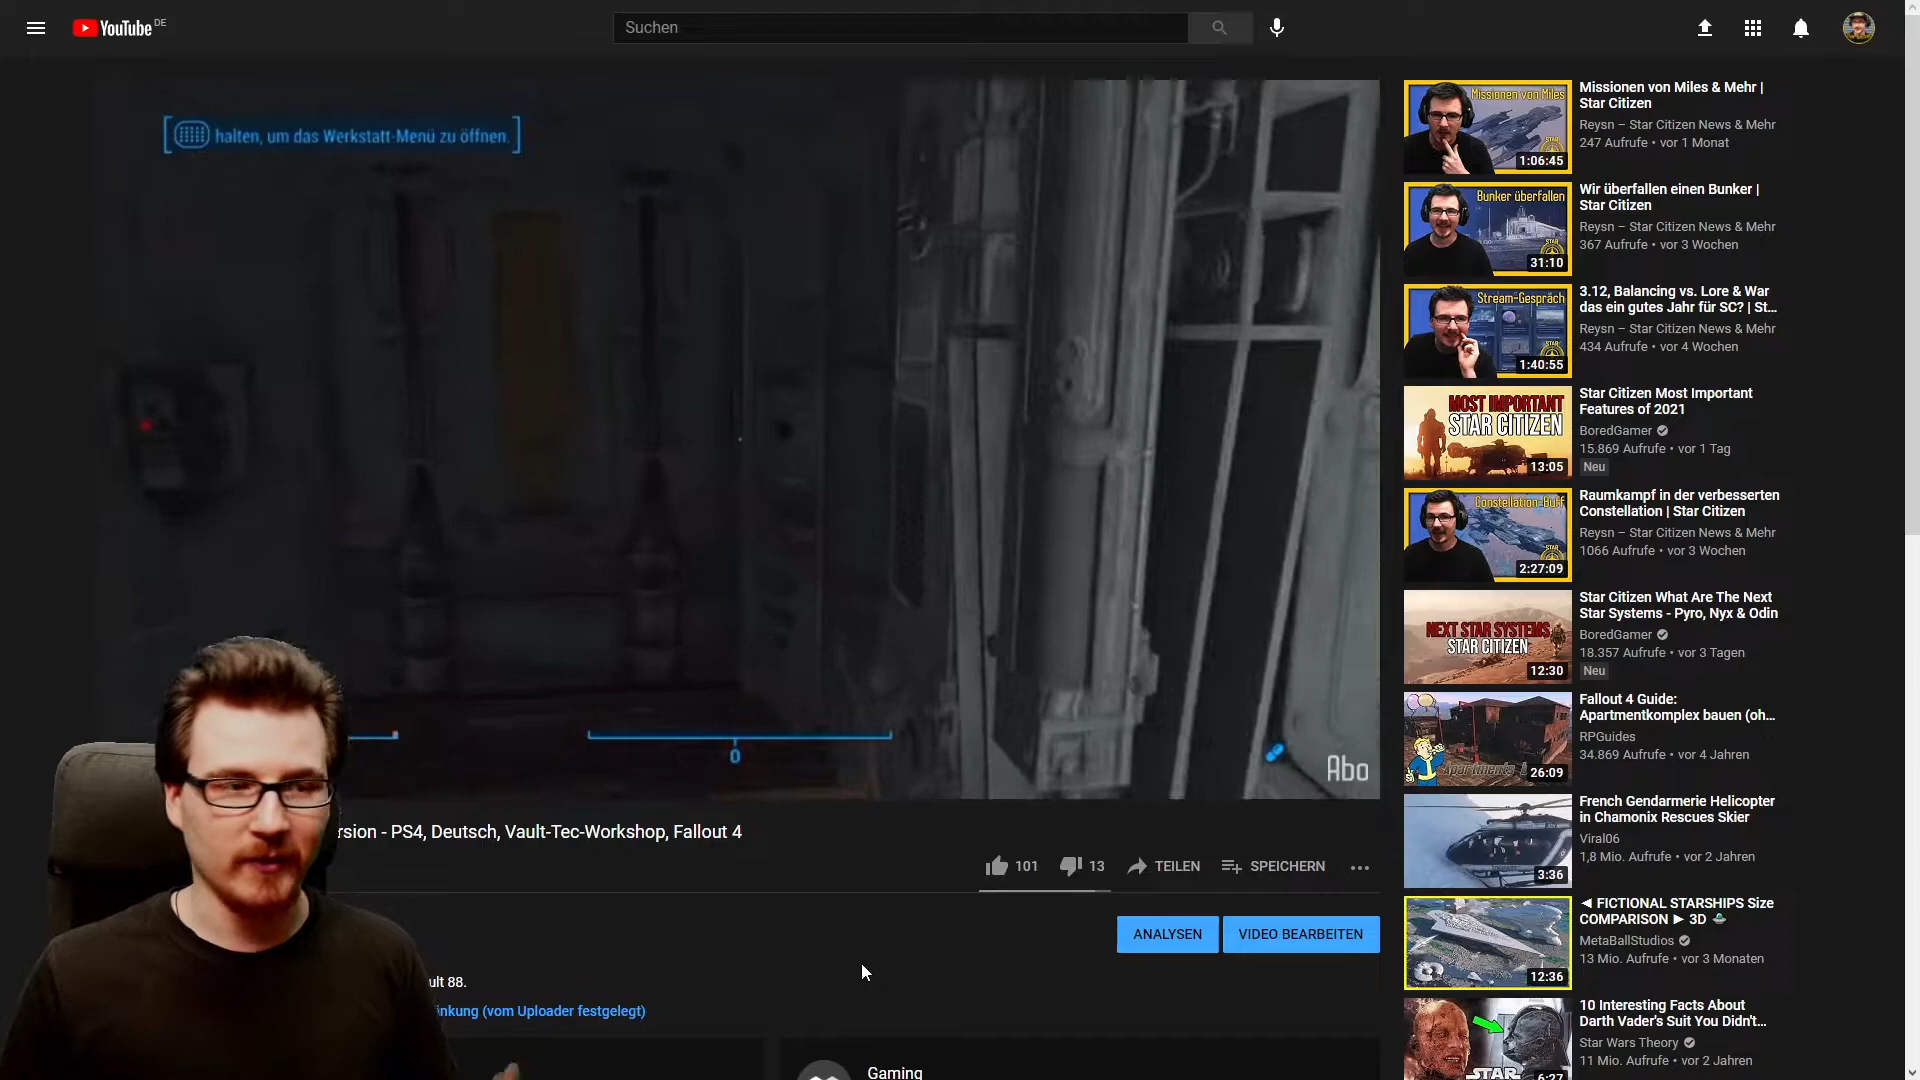 YouTube DE
Suchen
halten, um das Werkstatt-Menü zu öffnen.
0
Abo
rsion - PS4, Deutsch, Vault-Tec-Workshop, Fallout 4
101
13
TEILEN
SPEICHERN
ANALYSEN
VIDEO BEARBEITEN
ult 88.
inkung (vom Uploader festgelegt)
Gaming
Missionen von Miles
1:06:45
Missionen von Miles & Mehr |
Star Citizen
Reysn – Star Citizen News & Mehr
247 Aufrufe • vor 1 Monat
Bunker überfallen
31:10
Wir überfallen einen Bunker |
Star Citizen
Reysn – Star Citizen News & Mehr
367 Aufrufe • vor 3 Wochen
Stream-Gespräch
1:40:55
3.12, Balancing vs. Lore & War
das ein gutes Jahr für SC? | St...
Reysn – Star Citizen News & Mehr
434 Aufrufe • vor 4 Wochen
MOST IMPORTANT
STAR CITIZEN
13:05
Star Citizen Most Important
Features of 2021
BoredGamer
15.869 Aufrufe • vor 1 Tag
Neu
Constellation-Buff
2:27:09
Raumkampf in der verbesserten
Constellation | Star Citizen
Reysn – Star Citizen News & Mehr
1066 Aufrufe • vor 3 Wochen
NEXT STAR SYSTEMS
STAR CITIZEN
12:30
Star Citizen What Are The Next
Star Systems - Pyro, Nyx & Odin
BoredGamer
18.357 Aufrufe • vor 3 Tagen
Neu
26:09
Fallout 4 Guide:
Apartmentkomplex bauen (oh...
RPGuides
34.869 Aufrufe • vor 4 Jahren
3:36
French Gendarmerie Helicopter
in Chamonix Rescues Skier
Viral06
1,8 Mio. Aufrufe • vor 2 Jahren
12:36
◄ FICTIONAL STARSHIPS Size
COMPARISON ► 3D
MetaBallStudios
13 Mio. Aufrufe • vor 3 Monaten
STAR
6:27
10 Interesting Facts About
Darth Vader's Suit You Didn't...
Star Wars Theory
11 Mio. Aufrufe • vor 2 Jahren